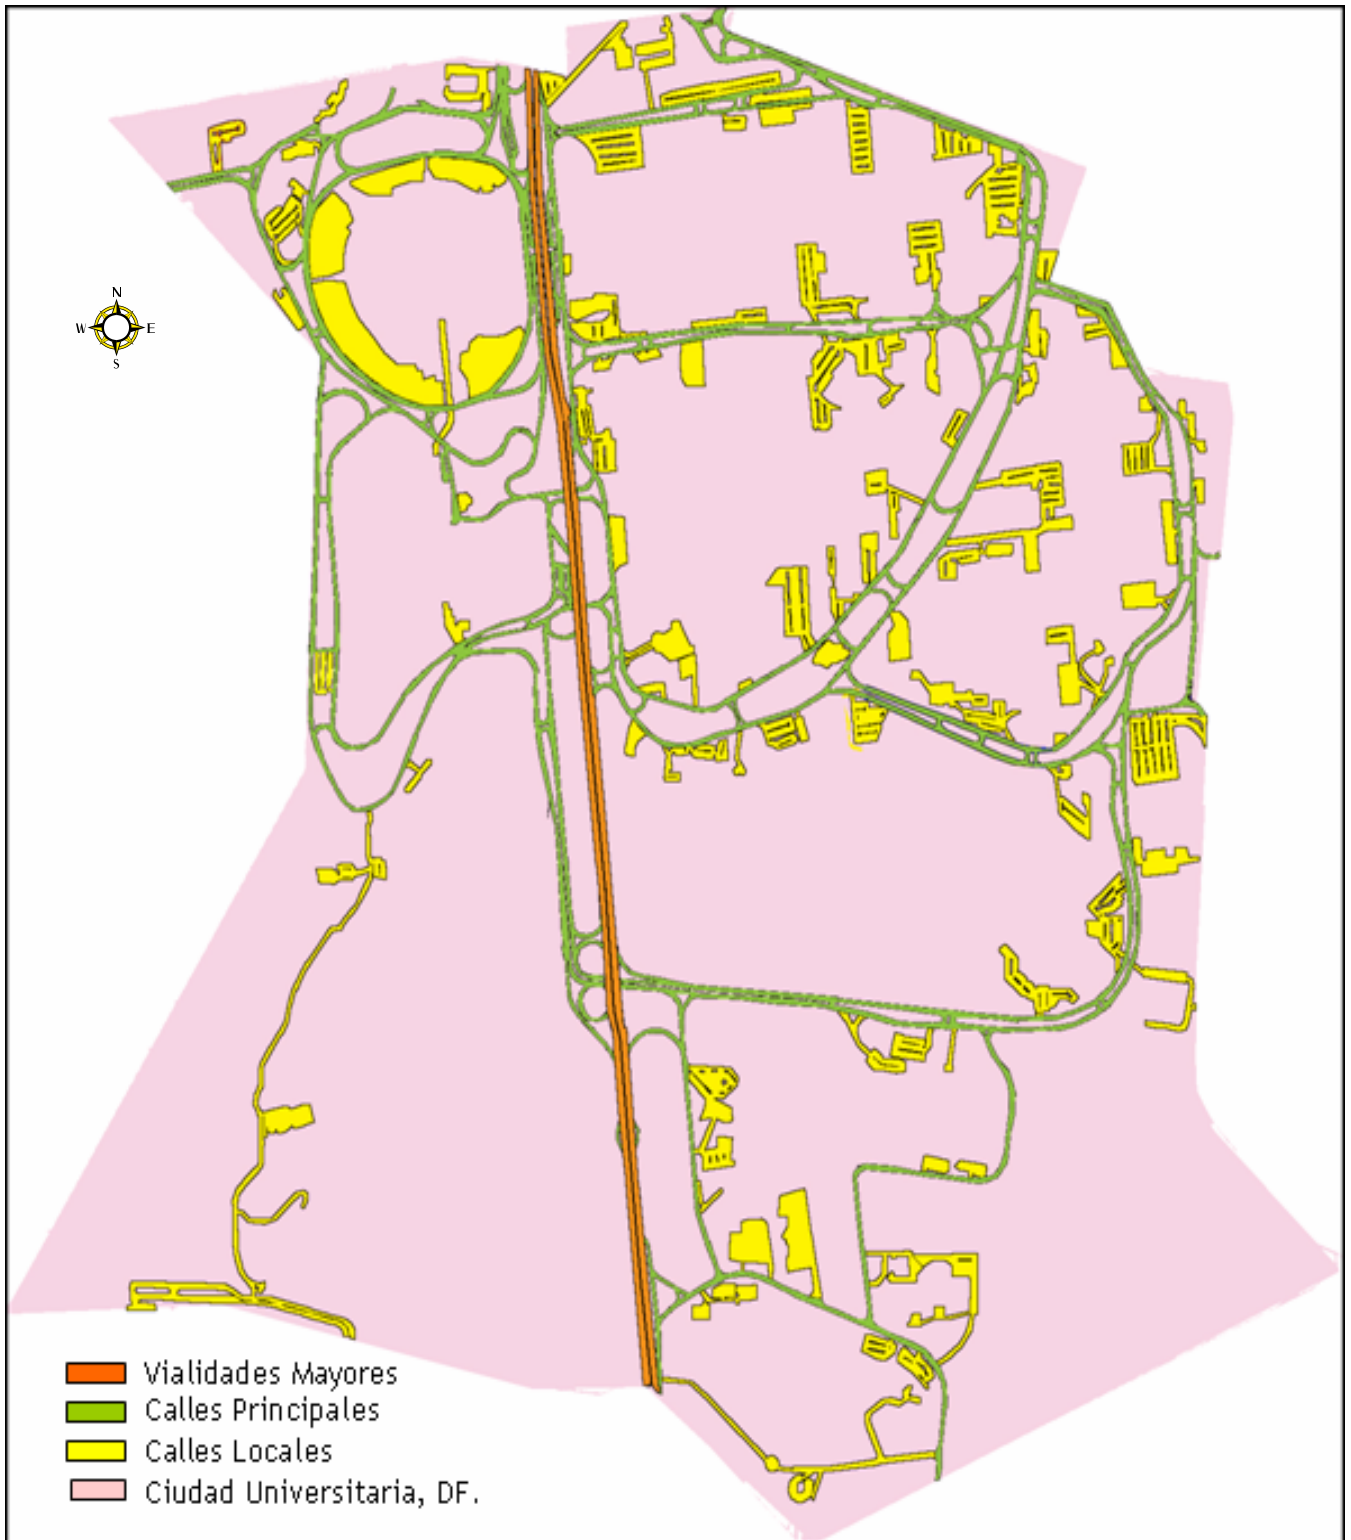 N
W E
S
Vialidades Mayores
Calles Principales
Calles Locales
Ciudad Universitaria, DF.